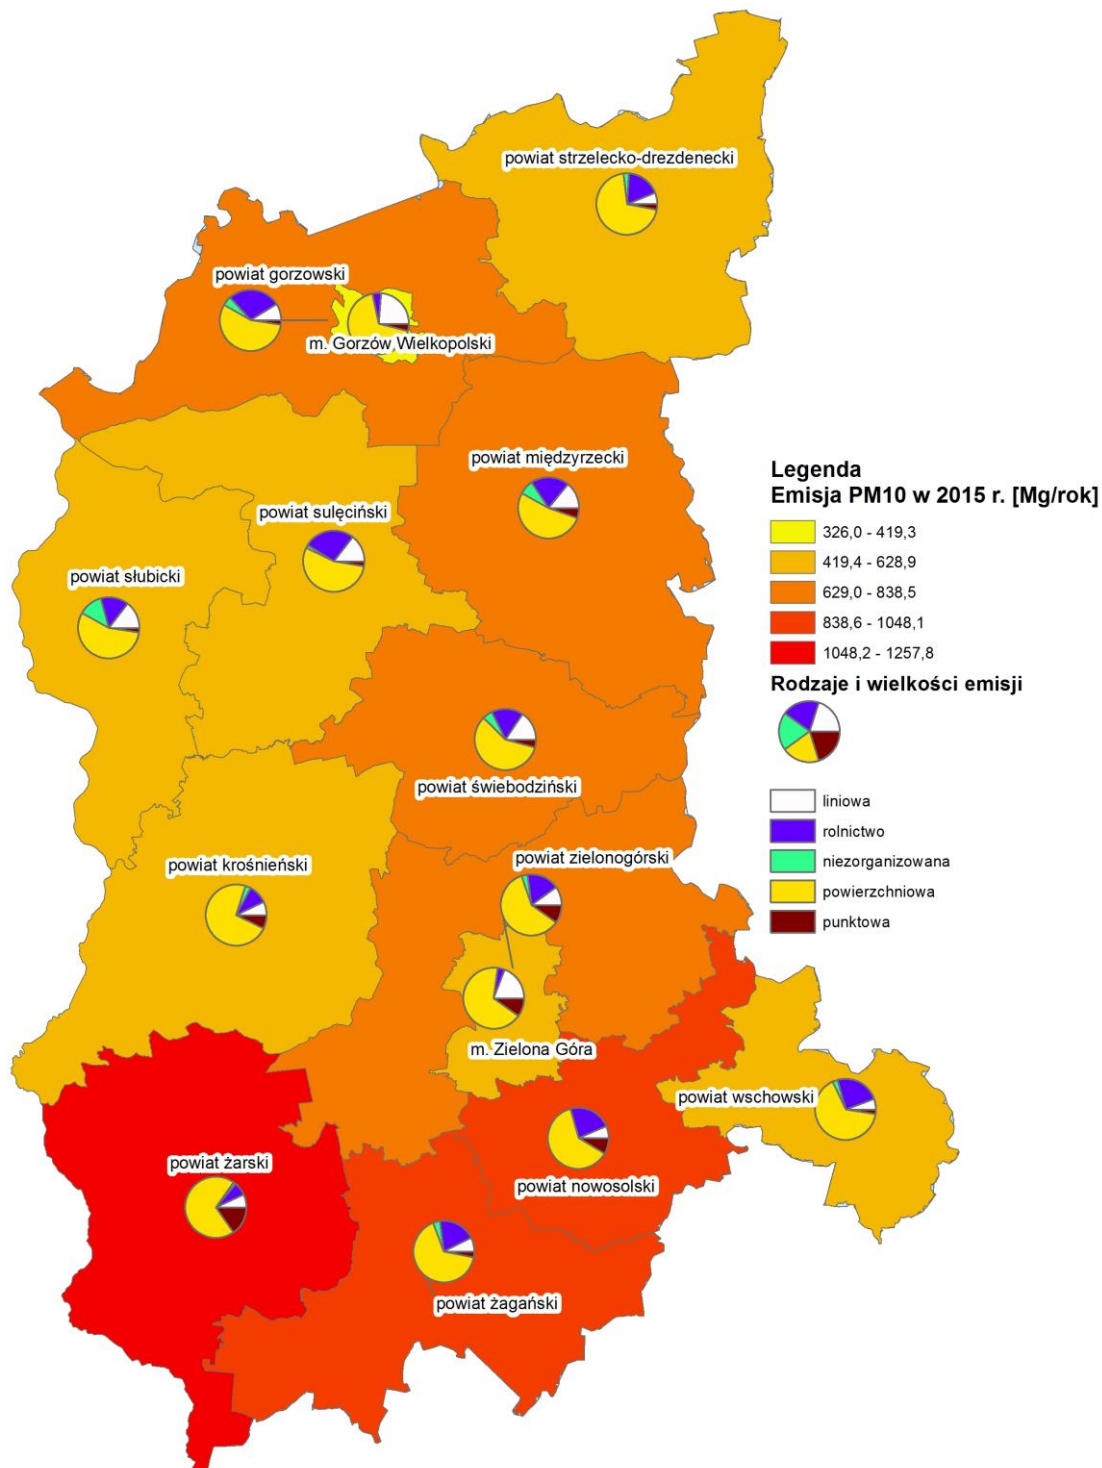 powiat strzelecko-drezdenecki
powiat gorzowski
m. Gorzów Wielkopolski
powiat międzyrzecki
powiat sulęciński
powiat słubicki
powiat świebodziński
powiat krośnieński
powiat zielonogórski
m. Zielona Góra
powiat wschowski
powiat żarski
powiat nowosolski
powiat żagański
Legenda
Emisja PM10 w 2015 r. [Mg/rok]
326,0 - 419,3
419,4 - 628,9
629,0 - 838,5
838,6 - 1048,1
1048,2 - 1257,8
Rodzaje i wielkości emisji
liniowa
rolnictwo
niezorganizowana
powierzchniowa
punktowa